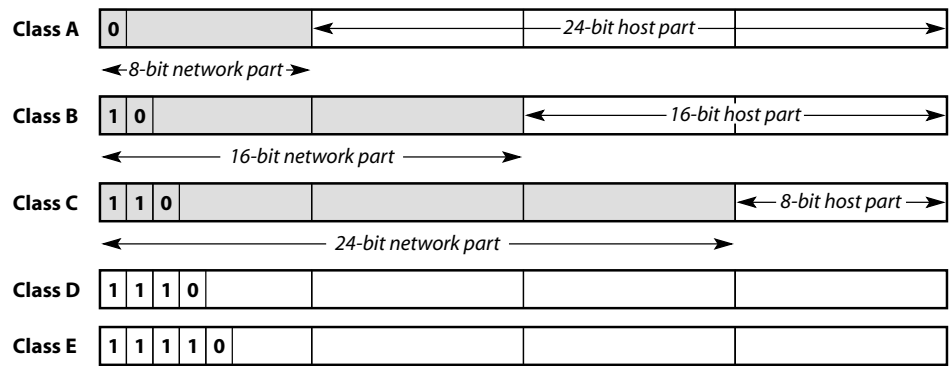 Class A 0 24-bit host part
8-bit network part
Class B 1 0 16-bit host part
16-bit network part
Class C 1 1 0 8-bit host part
24-bit network part
Class D 1 1 1 0
Class E 1 1 1 1 0